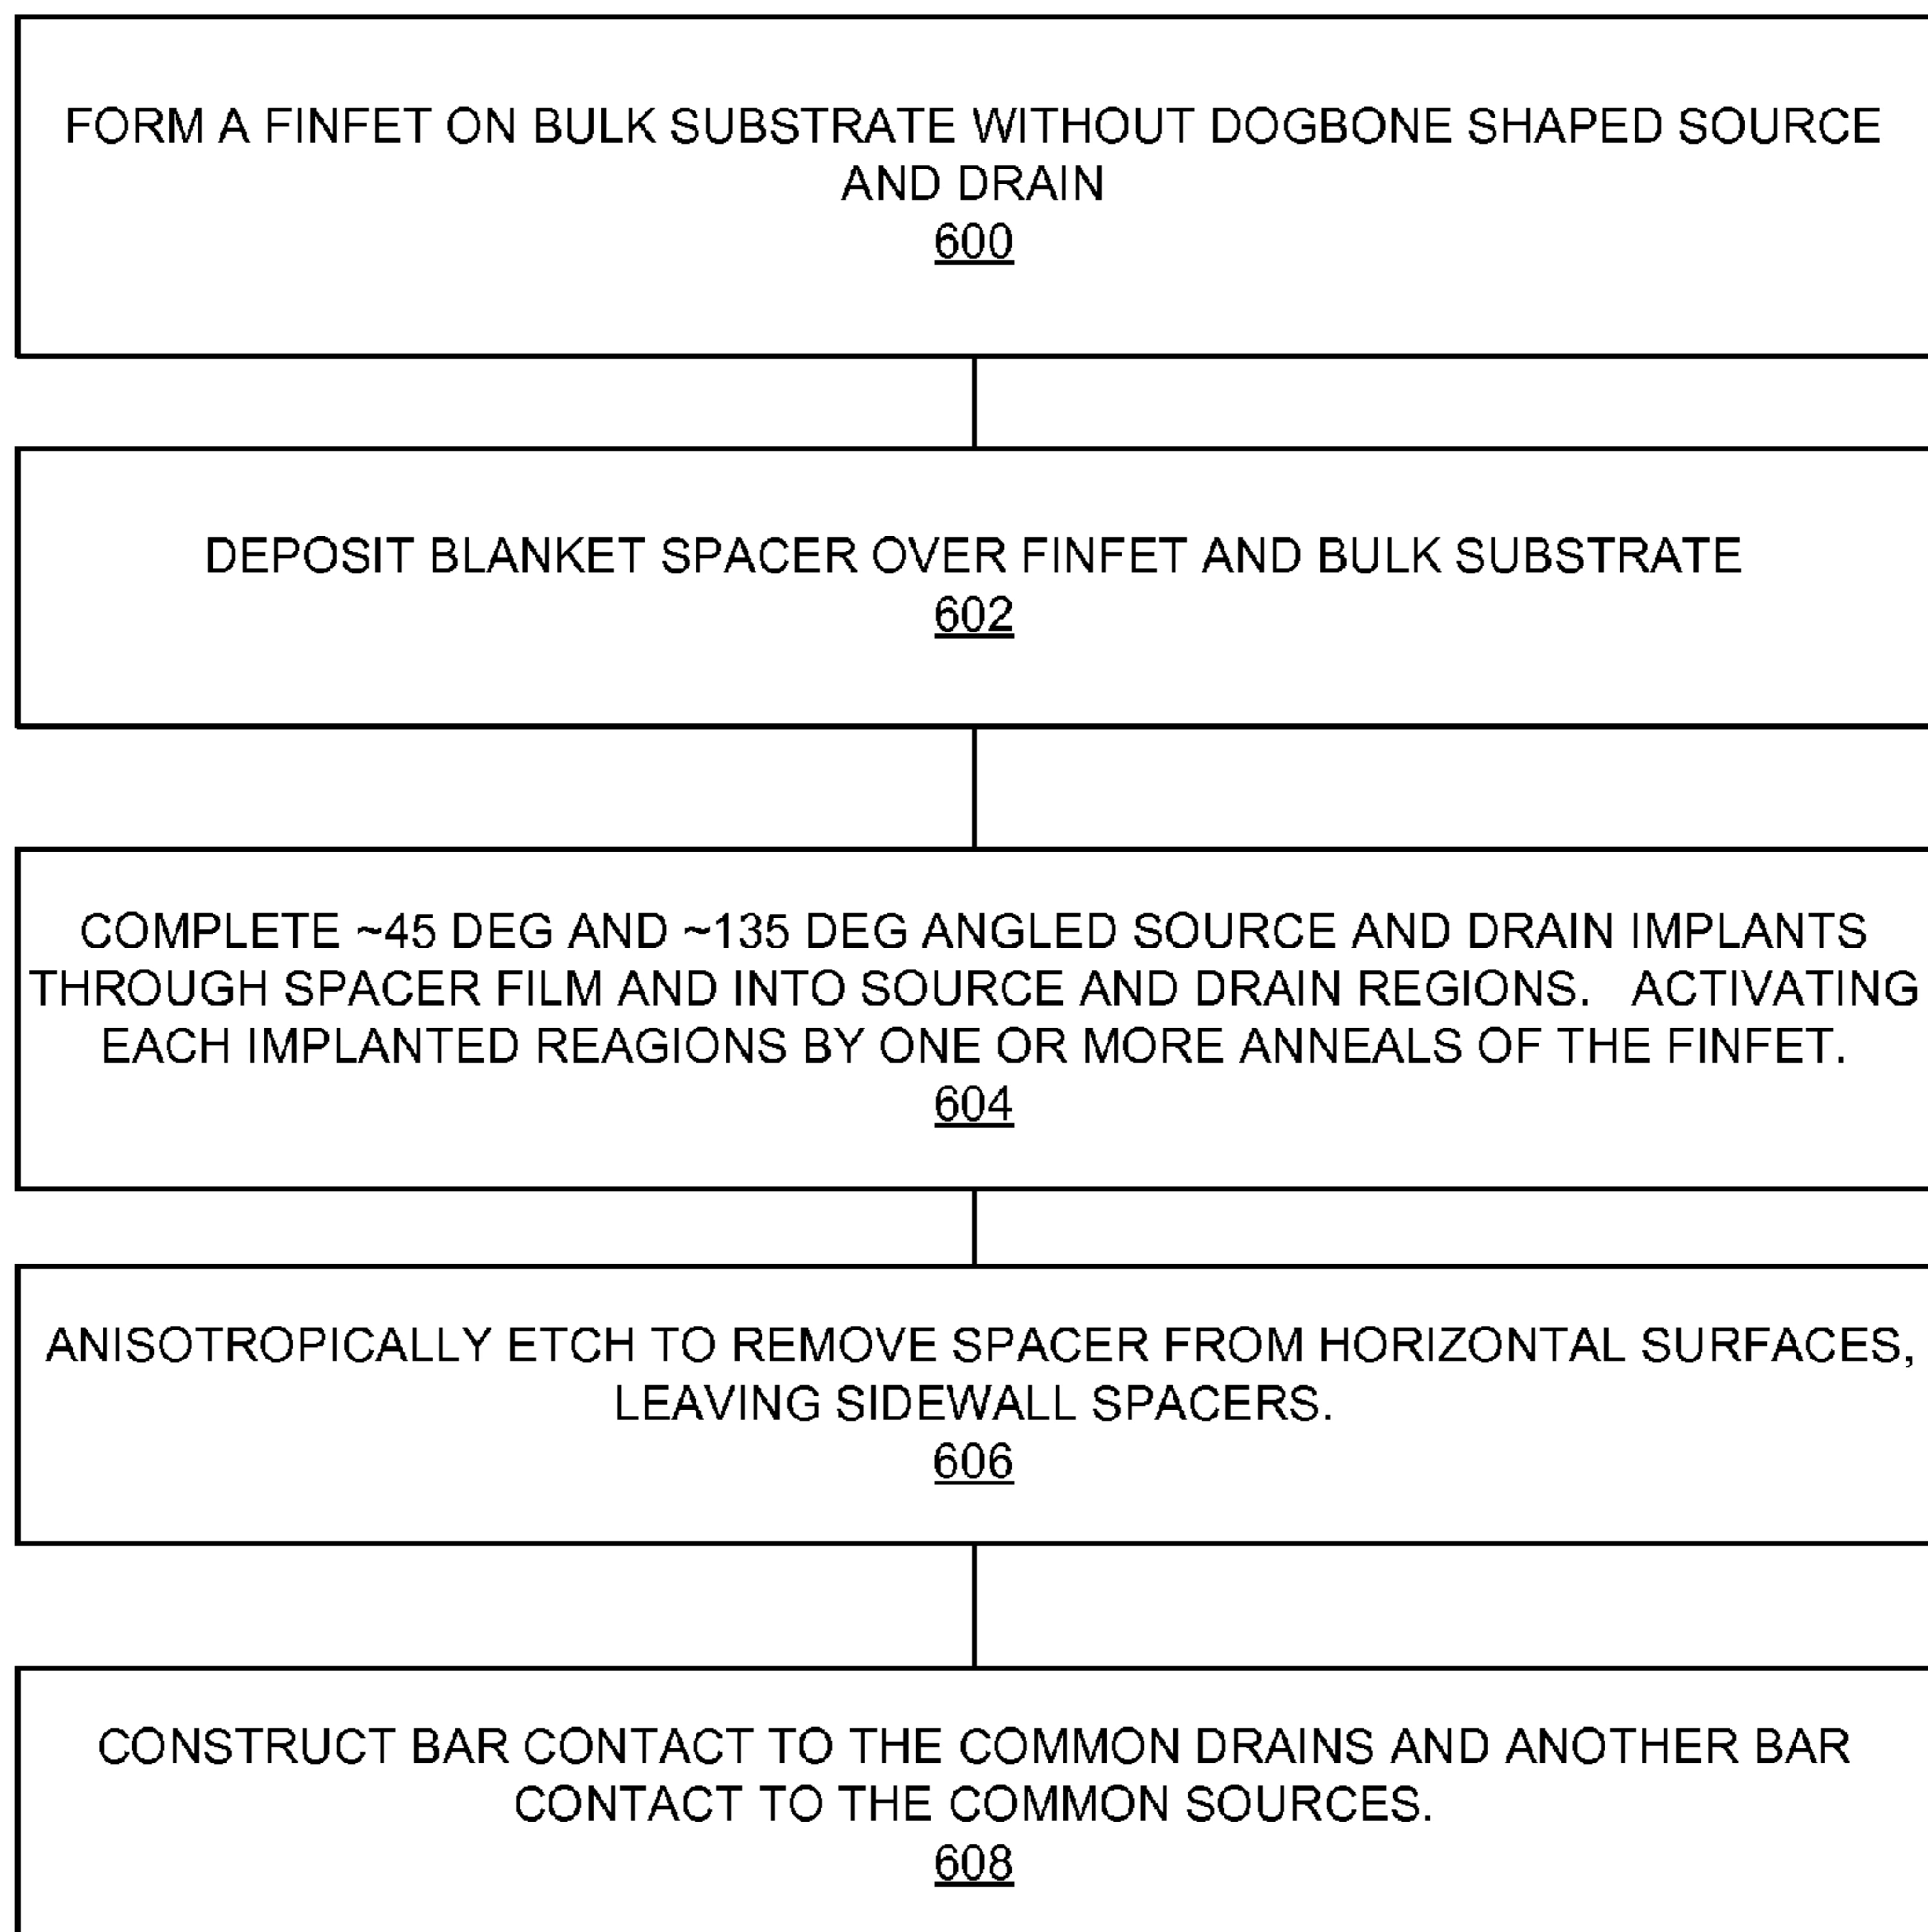 FORM A FINFET ON BULK SUBSTRATE WITHOUT DOGBONE SHAPED SOURCE
AND DRAIN
600
DEPOSIT BLANKET SPACER OVER FINFET AND BULK SUBSTRATE
602
COMPLETE ~45 DEG AND ~135 DEG ANGLED SOURCE AND DRAIN IMPLANTS
THROUGH SPACER FILM AND INTO SOURCE AND DRAIN REGIONS. ACTIVATING
EACH IMPLANTED REAGIONS BY ONE OR MORE ANNEALS OF THE FINFET.
604
ANISOTROPICALLY ETCH TO REMOVE SPACER FROM HORIZONTAL SURFACES,
LEAVING SIDEWALL SPACERS.
606
CONSTRUCT BAR CONTACT TO THE COMMON DRAINS AND ANOTHER BAR
CONTACT TO THE COMMON SOURCES.
608